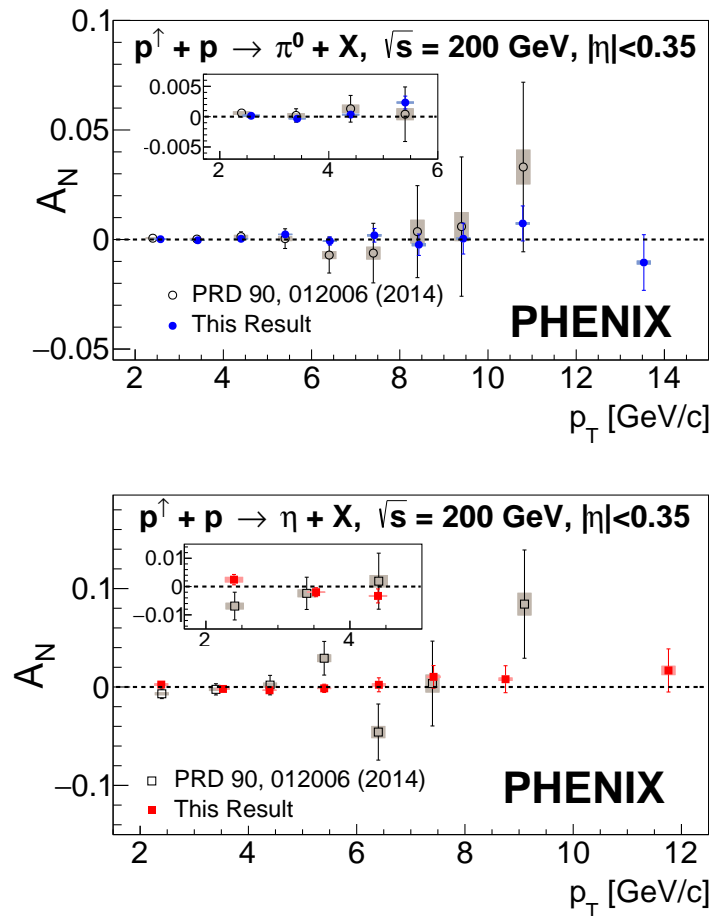 p↑ + p → π⁰ + X, √s = 200 GeV, |η|<0.35
0.1
0.05
0
−0.05
A_N
0.005
0
-0.005
2 4 6
PRD 90, 012006 (2014)
This Result
PHENIX
2 4 6 8 10 12 14
p_T [GeV/c]
p↑ + p → η + X, √s = 200 GeV, |η|<0.35
0.1
0
−0.1
A_N
0.01
0
-0.01
2 4
PRD 90, 012006 (2014)
This Result
PHENIX
2 4 6 8 10 12
p_T [GeV/c]